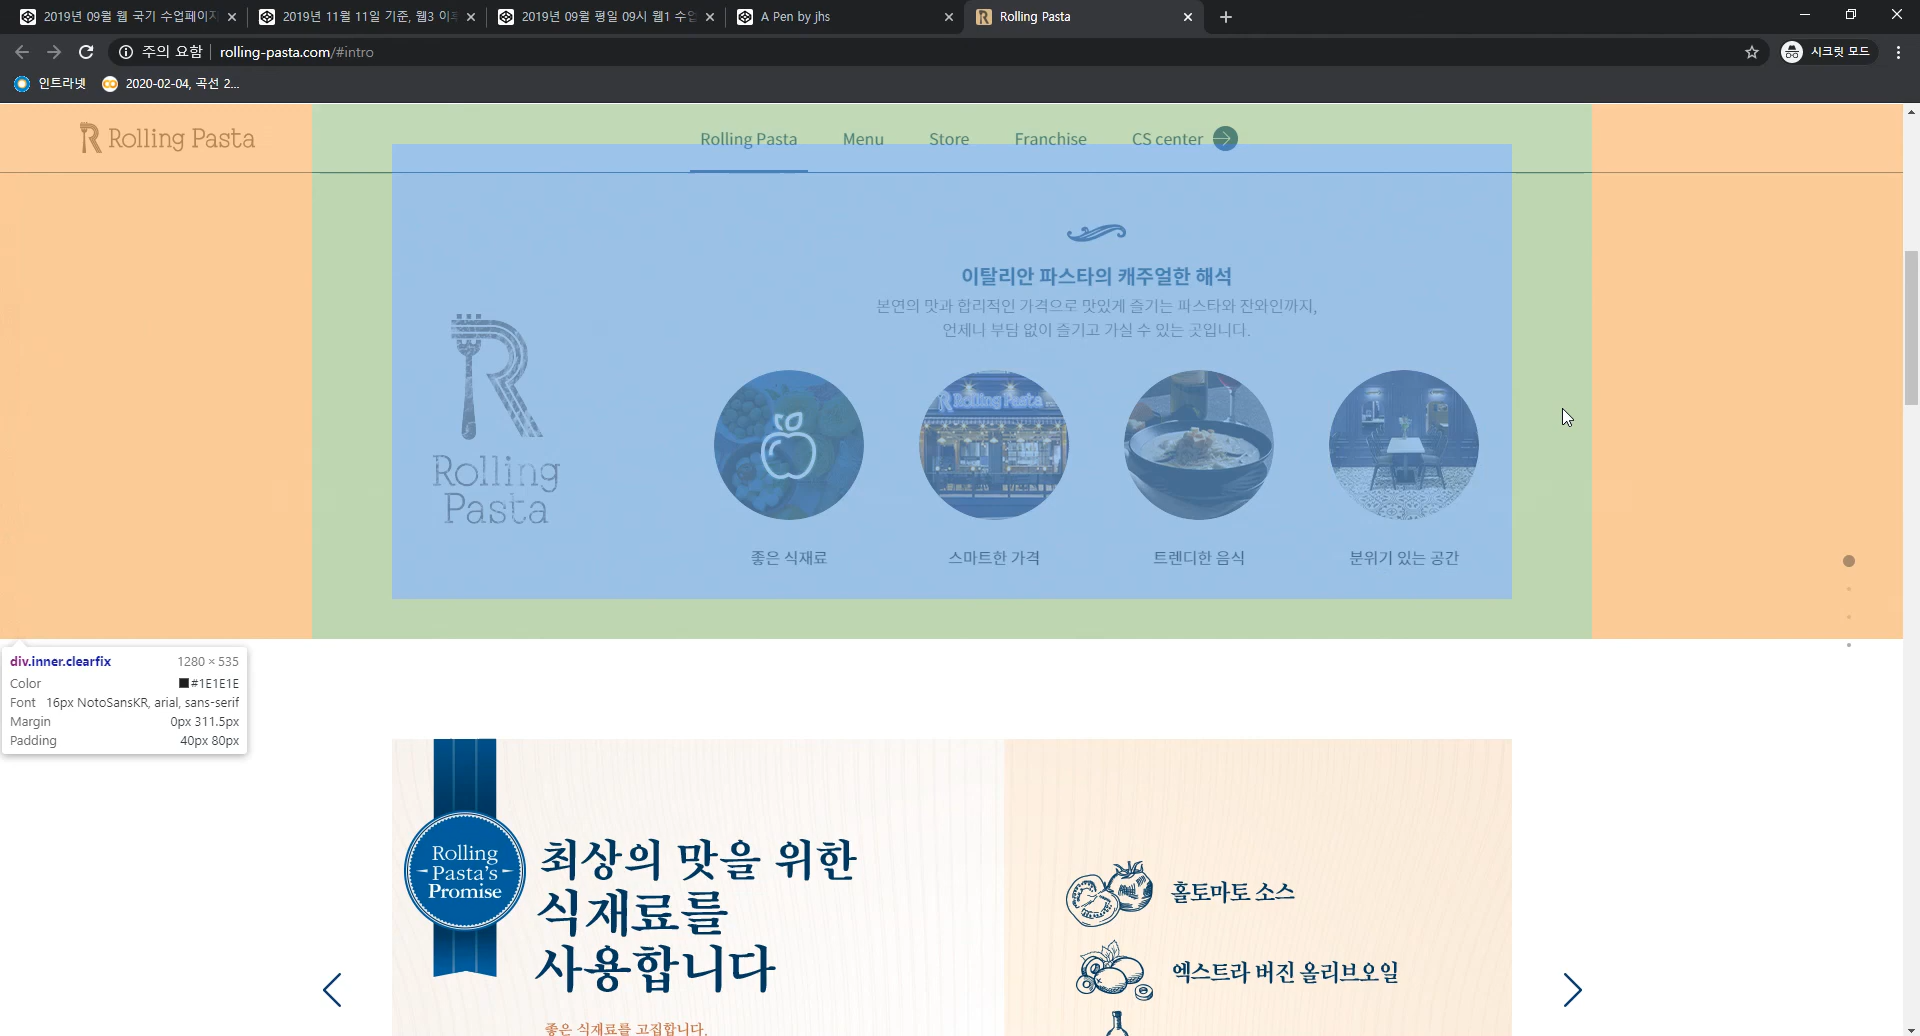 2019년 09월 웹 국기 수업페이지
2019년 11월 11일 기준, 웹3 이후
2019년 09월 평일 09시 웹1 수업
A Pen by jhs
Rolling Pasta
주의 요함
rolling-pasta.com/#intro
시크릿 모드
인트라넷
2020-02-04, 곡선 2...
Rolling Pasta
Rolling Pasta
Menu
Store
Franchise
CS center
이탈리안 파스타의 캐주얼한 해석
본연의 맛과 합리적인 가격으로 맛있게 즐기는 파스타와 잔와인까지,
언제나 부담 없이 즐기고 가실 수 있는 곳입니다.
Rolling
Pasta
Rolling Pasta
좋은 식재료
스마트한 가격
트렌디한 음식
분위기 있는 공간
div.inner.clearfix 1280 × 535
Color #1E1E1E
Font 16px NotoSansKR, arial, sans-serif
Margin 0px 311.5px
Padding 40px 80px
Rolling
Pasta's
Promise
최상의 맛을 위한
식재료를
사용합니다
좋은 식재료를 고집합니다.
홀토마토 소스
엑스트라 버진 올리브오일